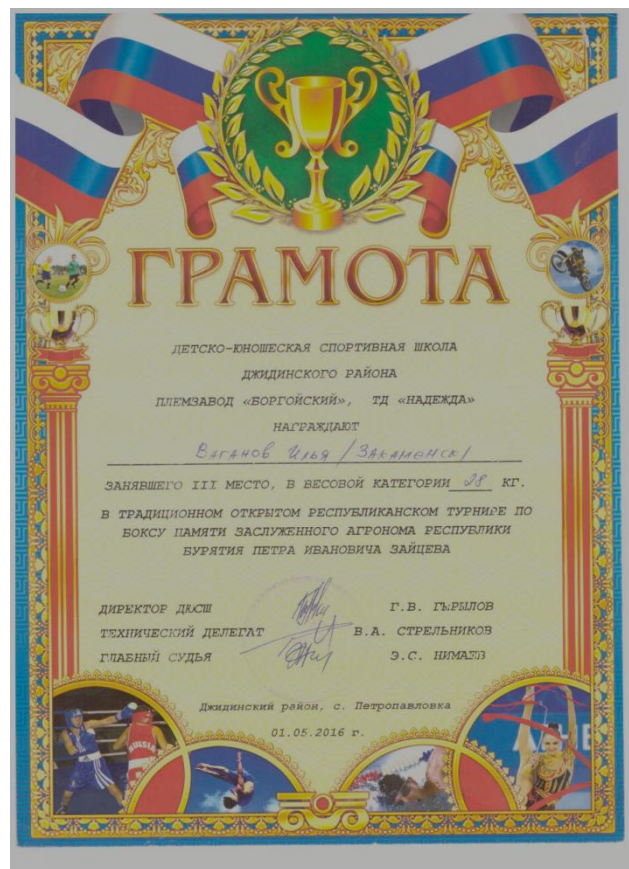 ГРАМОТА
ДЕТСКО-ЮНОШЕСКАЯ СПОРТИВНАЯ ШКОЛА
ДЖИДИНСКОГО РАЙОНА
ПЛЕМЗАВОД «БОРГОЙСКИЙ», ТД «НАДЕЖДА»
НАГРАЖДАЮТ
Ваганов Илья /Закаменск/
ЗАНЯВШЕГО III МЕСТО, В ВЕСОВОЙ КАТЕГОРИИ 28 КГ.
В ТРАДИЦИОННОМ ОТКРЫТОМ РЕСПУБЛИКАНСКОМ ТУРНИРЕ ПО
БОКСУ ПАМЯТИ ЗАСЛУЖЕННОГО АГРОНОМА РЕСПУБЛИКИ
БУРЯТИЯ ПЕТРА ИВАНОВИЧА ЗАЙЦЕВА
ДИРЕКТОР ДЮСШ Г.В. ГЫРЫЛОВ
ТЕХНИЧЕСКИЙ ДЕЛЕГАТ В.А. СТРЕЛЬНИКОВ
ГЛАВНЫЙ СУДЬЯ Э.С. НИМАЕВ
Джидинский район, с. Петропавловка
01.05.2016 г.
RUSSIA